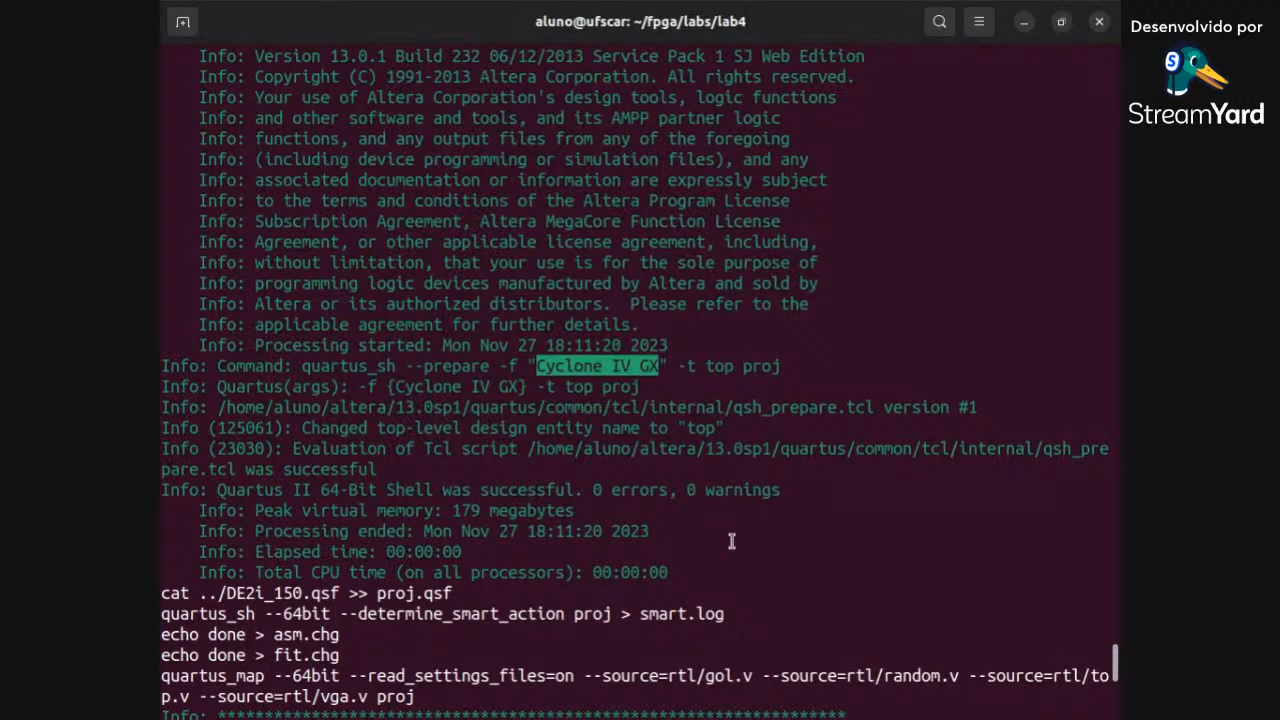 aluno@ufscar: ~/fpga/labs/lab4
Desenvolvido por
StreamYard
Info: Version 13.0.1 Build 232 06/12/2013 Service Pack 1 SJ Web Edition
Info: Copyright (C) 1991-2013 Altera Corporation. All rights reserved.
Info: Your use of Altera Corporation's design tools, logic functions
Info: and other software and tools, and its AMPP partner logic
Info: functions, and any output files from any of the foregoing
Info: (including device programming or simulation files), and any
Info: associated documentation or information are expressly subject
Info: to the terms and conditions of the Altera Program License
Info: Subscription Agreement, Altera MegaCore Function License
Info: Agreement, or other applicable license agreement, including,
Info: without limitation, that your use is for the sole purpose of
Info: programming logic devices manufactured by Altera and sold by
Info: Altera or its authorized distributors.  Please refer to the
Info: applicable agreement for further details.
Info: Processing started: Mon Nov 27 18:11:20 2023
Info: Command: quartus_sh --prepare -f "Cyclone IV GX" -t top proj
Info: Quartus(args): -f {Cyclone IV GX} -t top proj
Info: /home/aluno/altera/13.0sp1/quartus/common/tcl/internal/qsh_prepare.tcl version #1
Info (125061): Changed top-level design entity name to "top"
Info (23030): Evaluation of Tcl script /home/aluno/altera/13.0sp1/quartus/common/tcl/internal/qsh_pre
pare.tcl was successful
Info: Quartus II 64-Bit Shell was successful. 0 errors, 0 warnings
Info: Peak virtual memory: 179 megabytes
Info: Processing ended: Mon Nov 27 18:11:20 2023
Info: Elapsed time: 00:00:00
Info: Total CPU time (on all processors): 00:00:00
cat ../DE2i_150.qsf >> proj.qsf
quartus_sh --64bit --determine_smart_action proj > smart.log
echo done > asm.chg
echo done > fit.chg
quartus_map --64bit --read_settings_files=on --source=rtl/gol.v --source=rtl/random.v --source=rtl/to
p.v --source=rtl/vga.v proj
Info: *******************************************************************